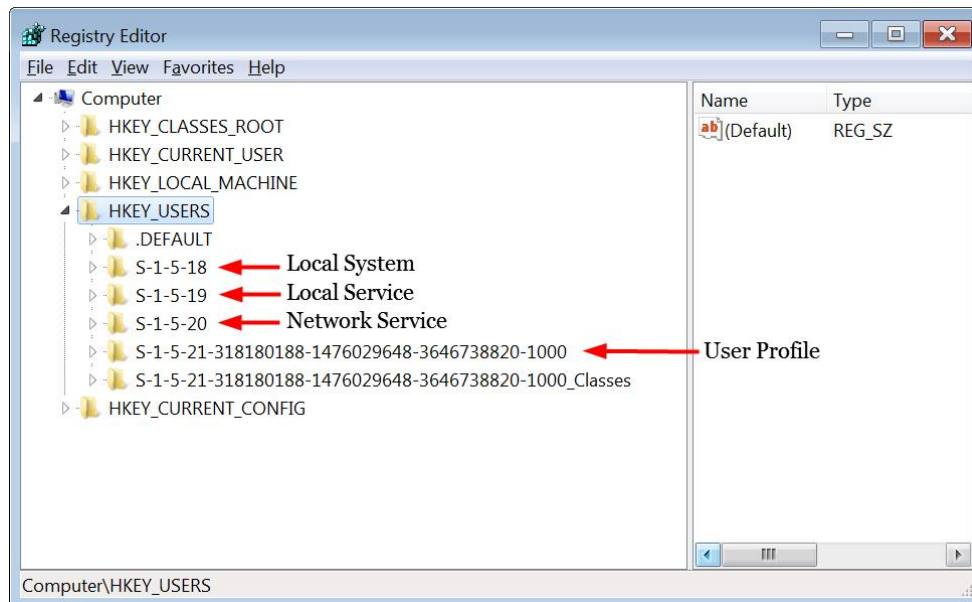 Registry Editor
File Edit View Favorites Help
Computer
HKEY_CLASSES_ROOT
HKEY_CURRENT_USER
HKEY_LOCAL_MACHINE
HKEY_USERS
.DEFAULT
S-1-5-18 Local System
S-1-5-19 Local Service
S-1-5-20 Network Service
S-1-5-21-318180188-1476029648-3646738820-1000 User Profile
S-1-5-21-318180188-1476029648-3646738820-1000_Classes
HKEY_CURRENT_CONFIG
Name Type
ab (Default) REG_SZ
Computer\HKEY_USERS